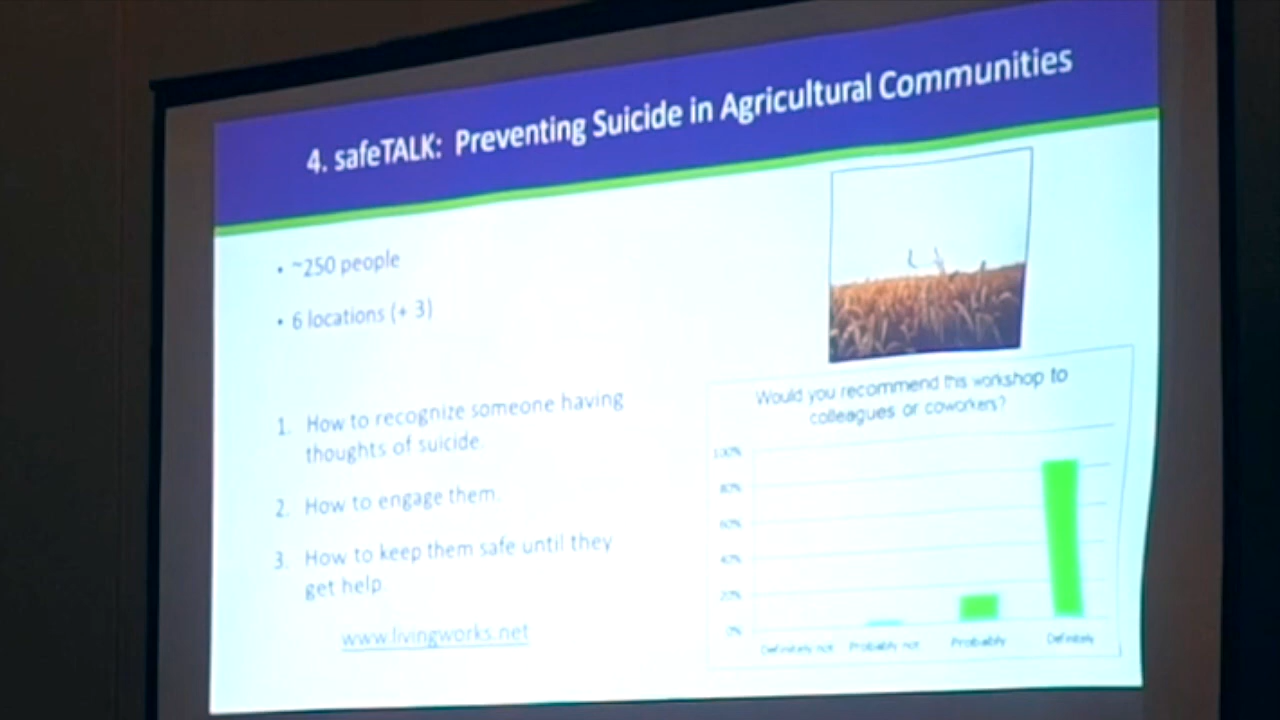 4. safeTALK: Preventing Suicide in Agricultural Communities
• ~250 people
• 6 locations (+ 3)
1. How to recognize someone having
thoughts of suicide.
2. How to engage them.
3. How to keep them safe until they
get help
www.livingworks.net
Would you recommend this workshop to
colleagues or coworkers?
100%
80%
60%
40%
20%
0%
Definitely not
Probably not
Probably
Definitely